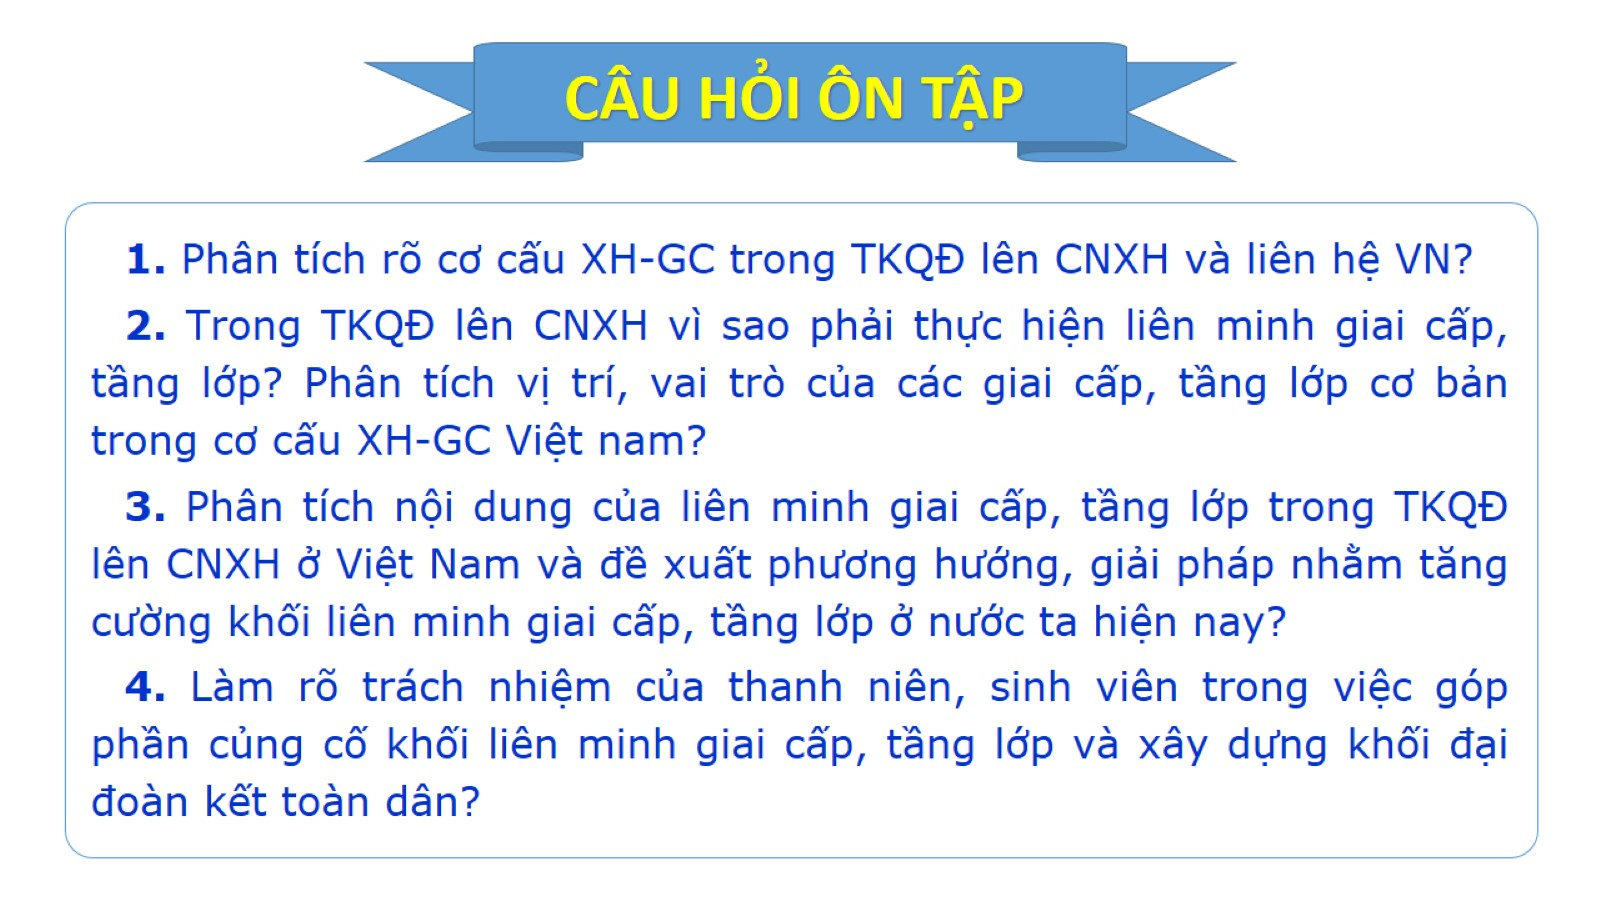 CÂU HỎI ÔN TẬP
1. Phân tích rõ cơ cấu XH-GC trong TKQĐ lên CNXH và liên hệ VN?
2. Trong TKQĐ lên CNXH vì sao phải thực hiện liên minh giai cấp,
tầng lớp? Phân tích vị trí, vai trò của các giai cấp, tầng lớp cơ bản
trong cơ cấu XH-GC Việt nam?
3. Phân tích nội dung của liên minh giai cấp, tầng lớp trong TKQĐ
lên CNXH ở Việt Nam và đề xuất phương hướng, giải pháp nhằm tăng
cường khối liên minh giai cấp, tầng lớp ở nước ta hiện nay?
4. Làm rõ trách nhiệm của thanh niên, sinh viên trong việc góp
phần củng cố khối liên minh giai cấp, tầng lớp và xây dựng khối đại
đoàn kết toàn dân?